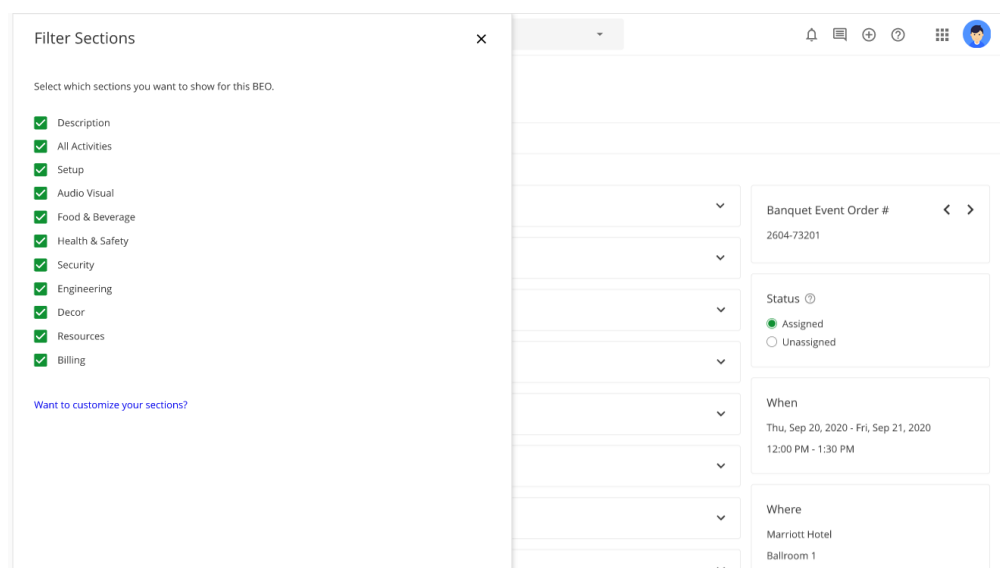 Filter Sections
Select which sections you want to show for this BEO.
Description
All Activities
Setup
Audio Visual
Food & Beverage
Health & Safety
Security
Engineering
Decor
Resources
Billing
Want to customize your sections?
Banquet Event Order #
2604-73201
Status
Assigned
Unassigned
When
Thu, Sep 20, 2020 - Fri, Sep 21, 2020
12:00 PM - 1:30 PM
Where
Marriott Hotel
Ballroom 1